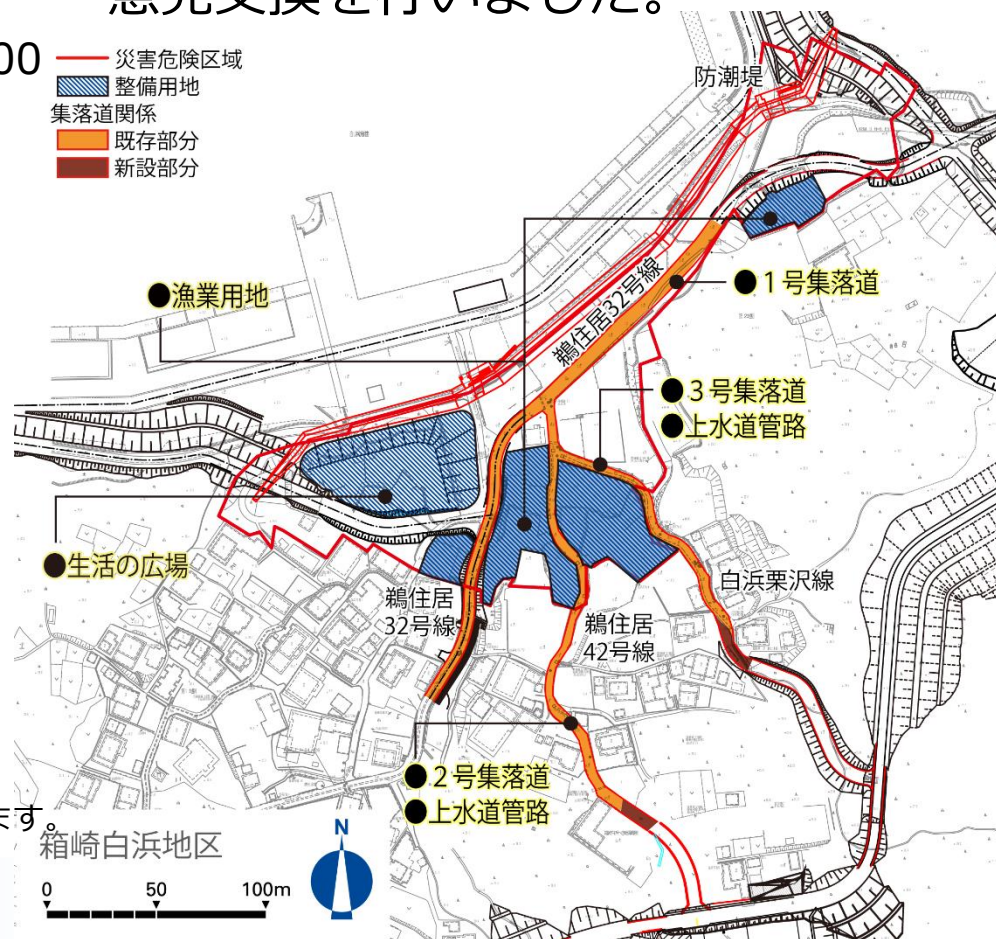 意見交換を行いました。
00
災害危険区域
整備用地
集落道関係
既存部分
新設部分
防潮堤
●漁業用地
鵜住居32号線
●1号集落道
●3号集落道
●上水道管路
●生活の広場
鵜住居
32号線
鵜住居
42号線
白浜栗沢線
●2号集落道
●上水道管路
ます。
箱崎白浜地区
0 50 100m
N